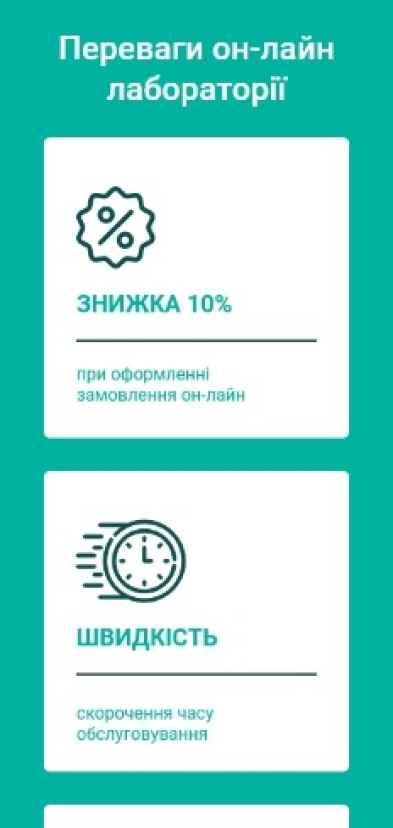 Переваги он-лайн
лабораторії
ЗНИЖКА 10%
при оформленні
замовлення он-лайн
ШВИДКІСТЬ
скорочення часу
обслуговування